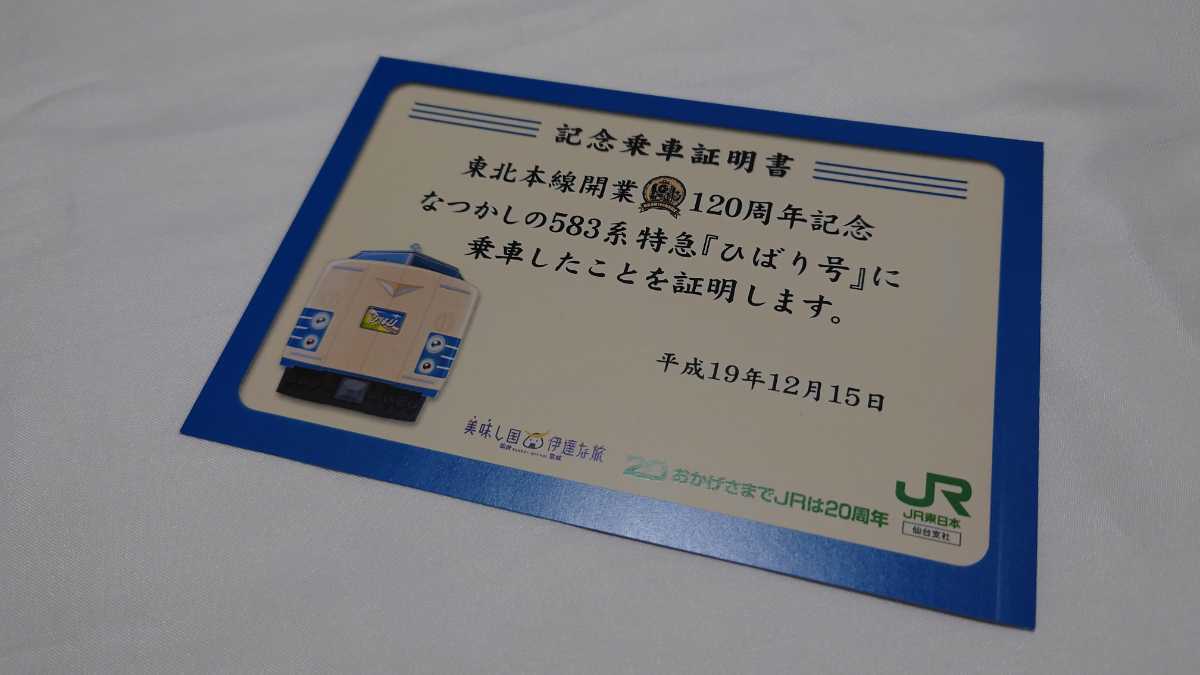 記念乗車証明書
東北本線開業 120周年記念
なつかしの583系 特急『ひばり号』に
乗車したことを証明します。
平成19年12月15日
ひばり
美味し国 伊達な旅
20 おかげさまでJRは20周年
JR
JR東日本
仙台支社